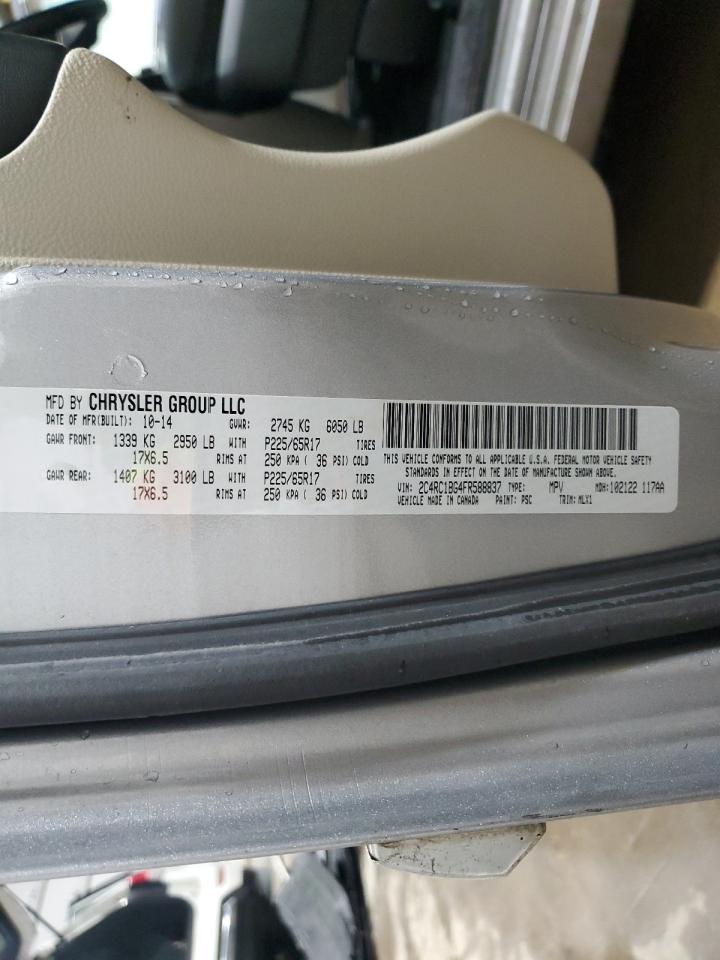 MFD BY CHRYSLER GROUP LLC
DATE OF MFR(BUILT): 10-14 GVWR: 2745 KG 6050 LB
GAWR FRONT: 1339 KG 2950 LB WITH P225/65R17 TIRES
17X6.5 RIMS AT 250 KPA ( 36 PSI) COLD
GAWR REAR: 1407 KG 3100 LB WITH P225/65R17 TIRES
17X6.5 RIMS AT 250 KPA ( 36 PSI) COLD
THIS VEHICLE CONFORMS TO ALL APPLICABLE U.S.A. FEDERAL MOTOR VEHICLE SAFETY
STANDARDS IN EFFECT ON THE DATE OF MANUFACTURE SHOWN ABOVE.
VIN: 2C4RC1BG4FR588837 TYPE: MPV MDH:102122 117AA
VEHICLE MADE IN CANADA PAINT: PSC TRIM: MLX1